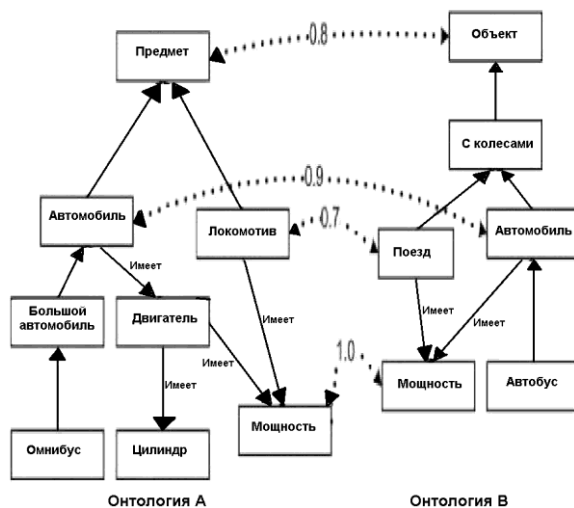 Предмет
0.8
Объект
С колесами
0.9
Автомобиль
Локомотив
0.7
Поезд
Автомобиль
Имеет
Большой
автомобиль
Двигатель
Имеет
Имеет
Имеет
Имеет
Имеет
1.0
Мощность
Автобус
Омнибус
Цилиндр
Мощность
Онтология А
Онтология В